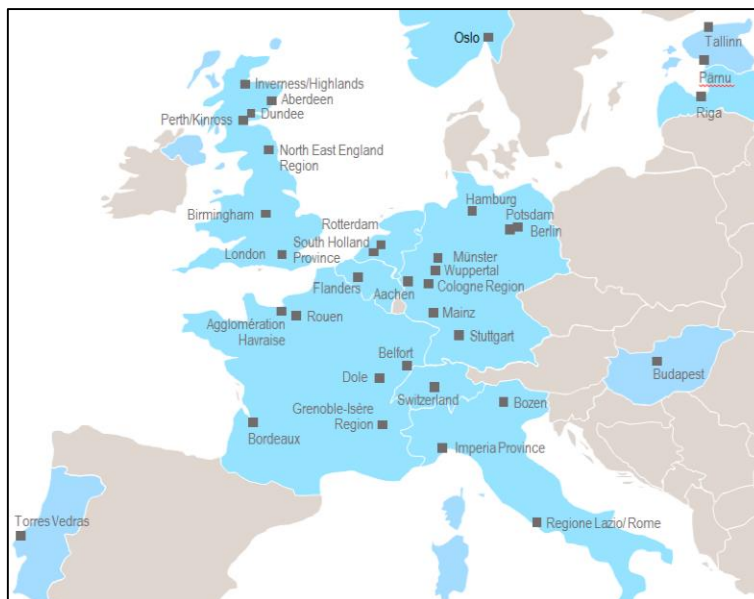 Oslo
Tallinn
Pärnu
Riga
Inverness/Highlands
Aberdeen
Dundee
Perth/Kinross
North East England
Region
Birmingham
London
Rotterdam
South Holland
Province
Flanders
Hamburg
Potsdam
Berlin
Münster
Wuppertal
Cologne Region
Aachen
Mainz
Stuttgart
Agglomération
Havraise
Rouen
Belfort
Dole
Switzerland
Budapest
Grenoble-Isère
Region
Bordeaux
Bozen
Imperia Province
Torres Vedras
Regione Lazio/Rome